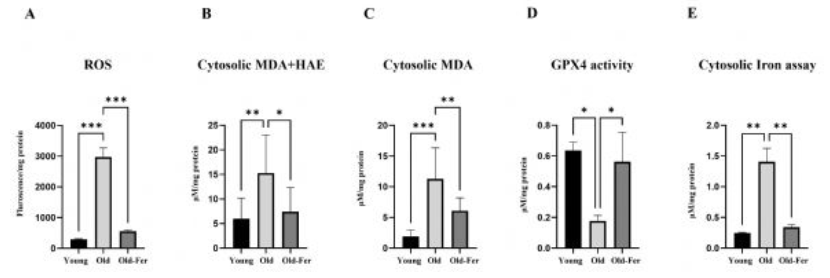 A B C D E
ROS Cytosolic MDA+HAE Cytosolic MDA GPX4 activity Cytosolic Iron assay
*** *** ** * *** ** * * ** **
Fluroscence/mg protein
4000
3000
2000
1000
0
Young Old Old-Fer
μM/mg protein
25
20
15
10
5
0
Young Old Old-Fer
μM/mg protein
20
15
10
5
0
Young Old Old-Fer
μM/mg protein
0.8
0.6
0.4
0.2
0.0
Young Old Old-Fer
μM/mg protein
2.0
1.5
1.0
0.5
0.0
Young Old Old-Fer